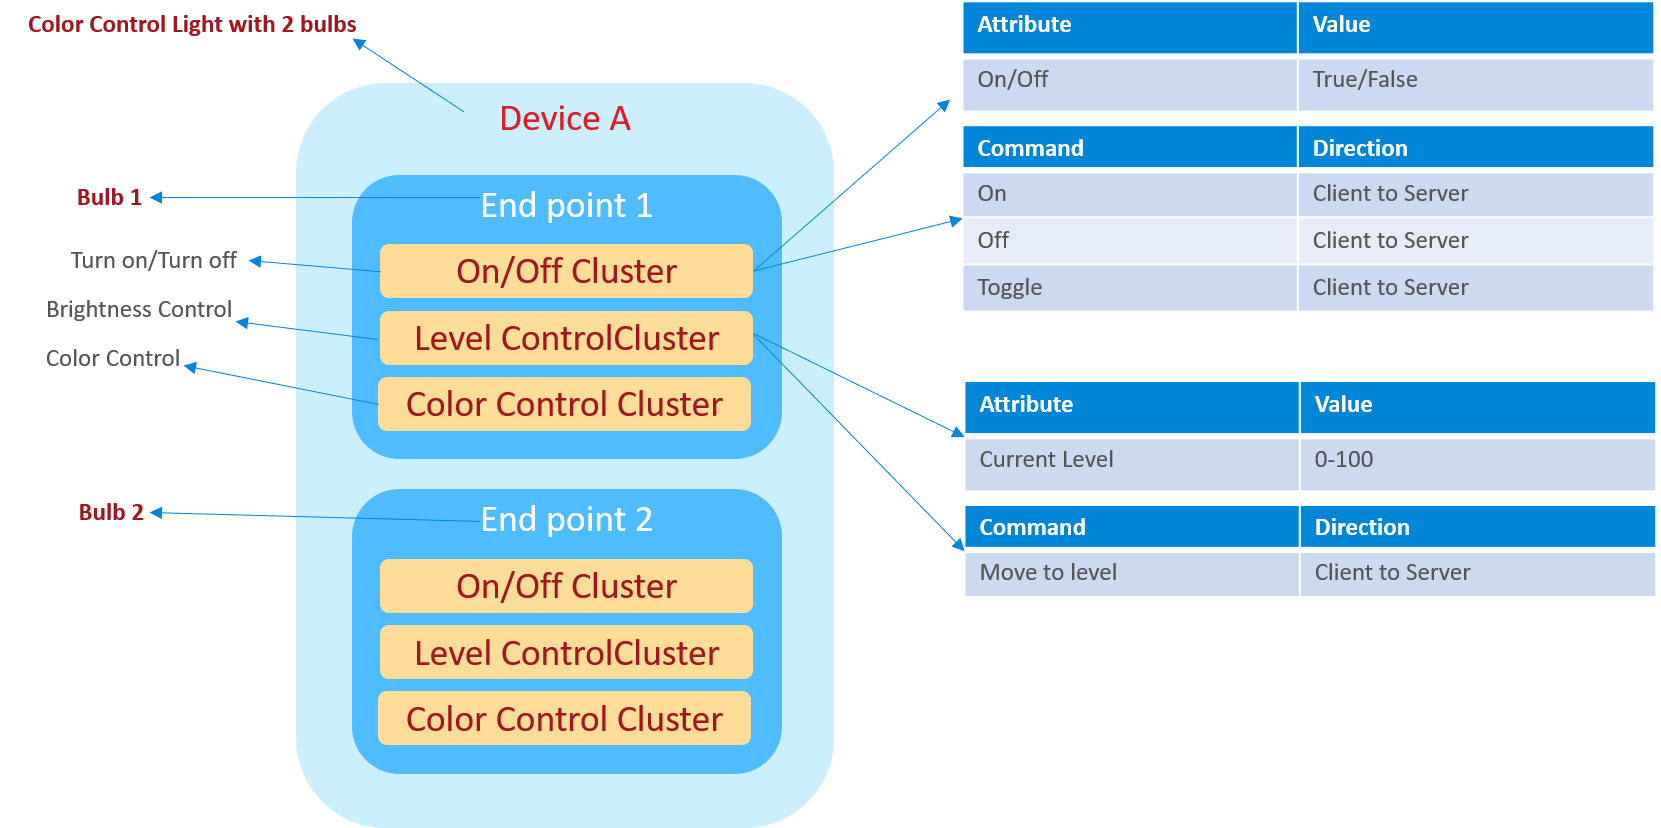 Color Control Light with 2 bulbs
Device A
Bulb 1
End point 1
Turn on/Turn off
On/Off Cluster
Brightness Control
Level ControlCluster
Color Control
Color Control Cluster
Bulb 2
End point 2
On/Off Cluster
Level ControlCluster
Color Control Cluster
Attribute Value
On/Off True/False
Command Direction
On Client to Server
Off Client to Server
Toggle Client to Server
Attribute Value
Current Level 0-100
Command Direction
Move to level Client to Server